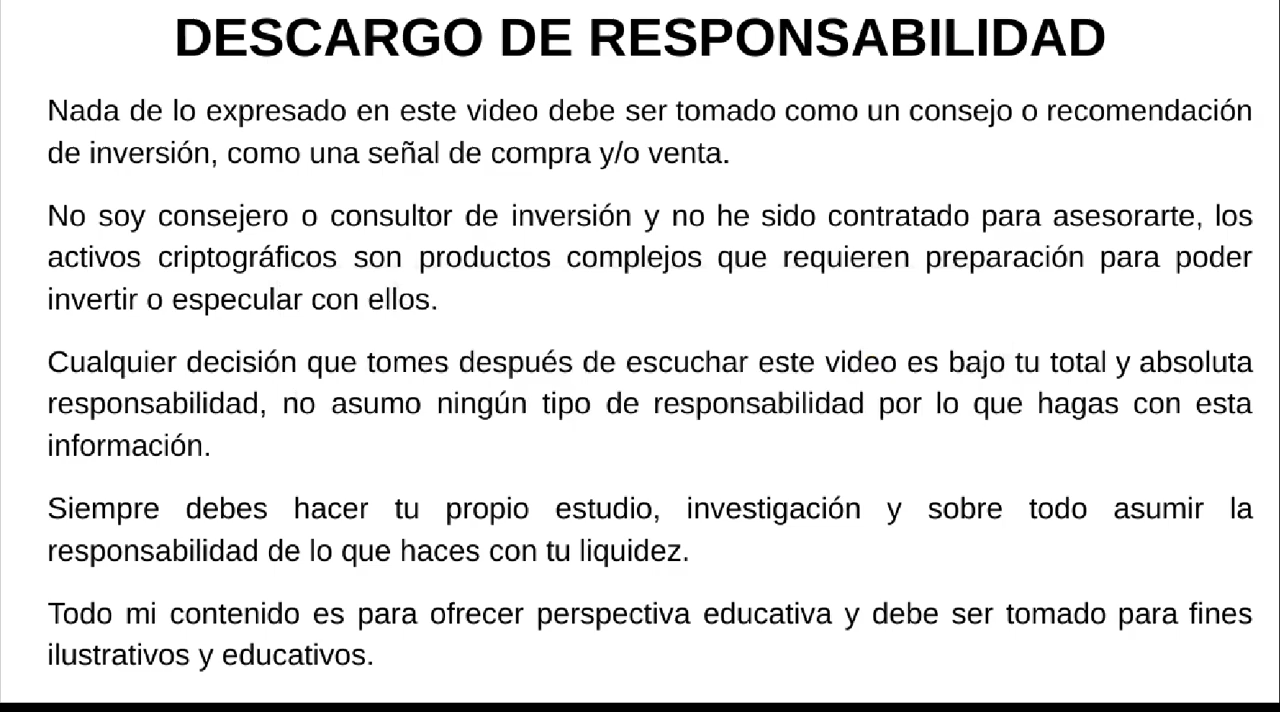 DESCARGO DE RESPONSABILIDAD
Nada de lo expresado en este video debe ser tomado como un consejo o recomendación
de inversión, como una señal de compra y/o venta.
No soy consejero o consultor de inversión y no he sido contratado para asesorarte, los
activos criptográficos son productos complejos que requieren preparación para poder
invertir o especular con ellos.
Cualquier decisión que tomes después de escuchar este video es bajo tu total y absoluta
responsabilidad, no asumo ningún tipo de responsabilidad por lo que hagas con esta
información.
Siempre debes hacer tu propio estudio, investigación y sobre todo asumir la
responsabilidad de lo que haces con tu liquidez.
Todo mi contenido es para ofrecer perspectiva educativa y debe ser tomado para fines
ilustrativos y educativos.